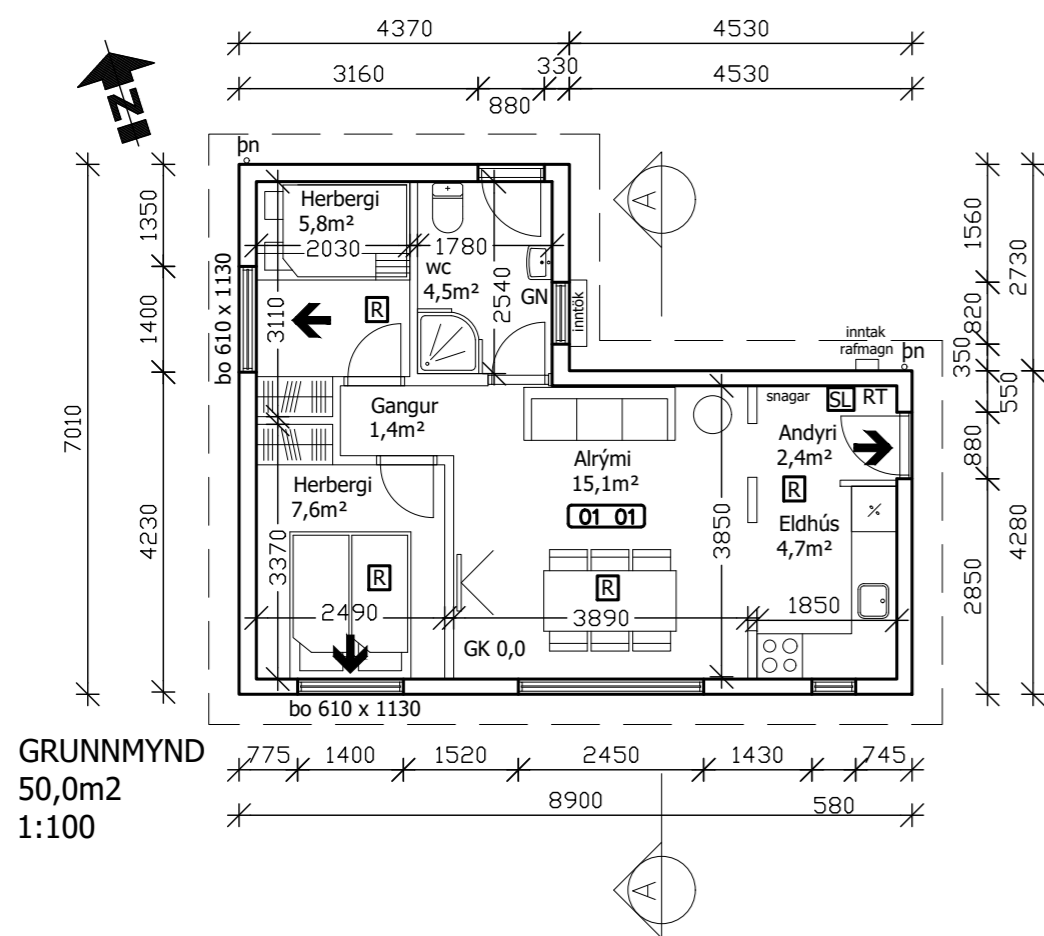 4370
4530
3160
330
4530
880
N
þn
1350
1400
7010
4230
1560
2730
820
350
550
880
4280
2850
A
Herbergi
5,8m²
2030
1780
wc
4,5m²
2540
GN
inntök
bo 610 x 1130
3110
R
inntak
rafmagn
þn
Gangur
1,4m²
snagar
SL
RT
Andyri
2,4m²
Alrými
15,1m²
01 01
R
Herbergi
7,6m²
3850
Eldhús
4,7m²
3370
R
R
2490
3890
1850
GK 0,0
bo 610 x 1130
GRUNNMYND
50,0m2
1:100
775
1400
1520
2450
1430
745
8900
580
A